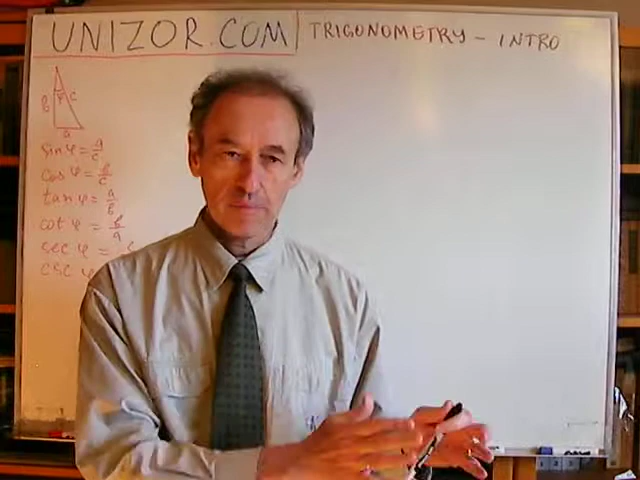 UNIZOR.COM | TRIGONOMETRY - INTRO
b φ c
a
sin φ = a/c
cos φ = b/c
tan φ = a/b
cot φ = b/a
sec φ =
csc φ